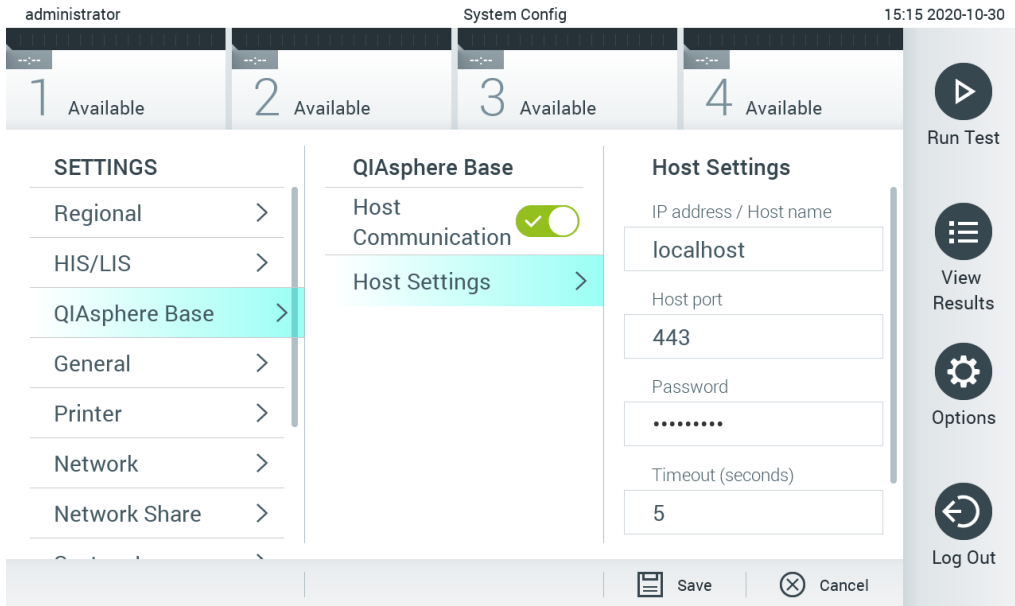 administrator
System Config
15:15 2020-10-30
--:--
1 Available
--:--
2 Available
--:--
3 Available
--:--
4 Available
Run Test
View
Results
Options
Log Out
SETTINGS
Regional
HIS/LIS
QIAsphere Base
General
Printer
Network
Network Share
QIAsphere Base
Host
Communication
Host Settings
Host Settings
IP address / Host name
localhost
Host port
443
Password
•••••••••
Timeout (seconds)
5
Save
Cancel